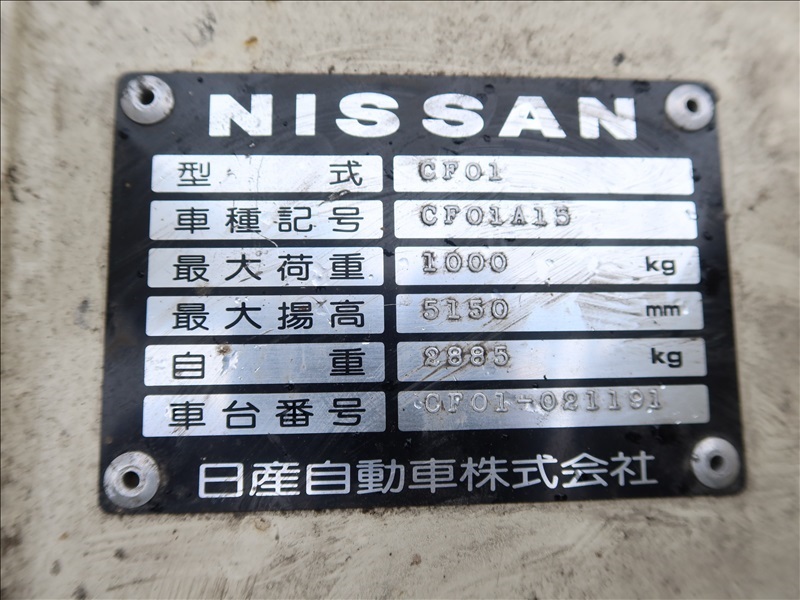 NISSAN
型式 CF01
車種記号 CF01A15
最大荷重 1000 kg
最大揚高 5150 mm
自重 2885 kg
車台番号 CF01-021191
日産自動車株式会社